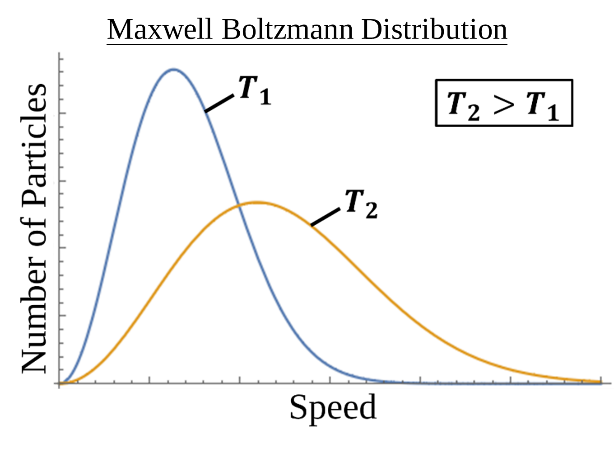 Maxwell Boltzmann Distribution
T₁
T₂ > T₁
T₂
Number of Particles
Speed